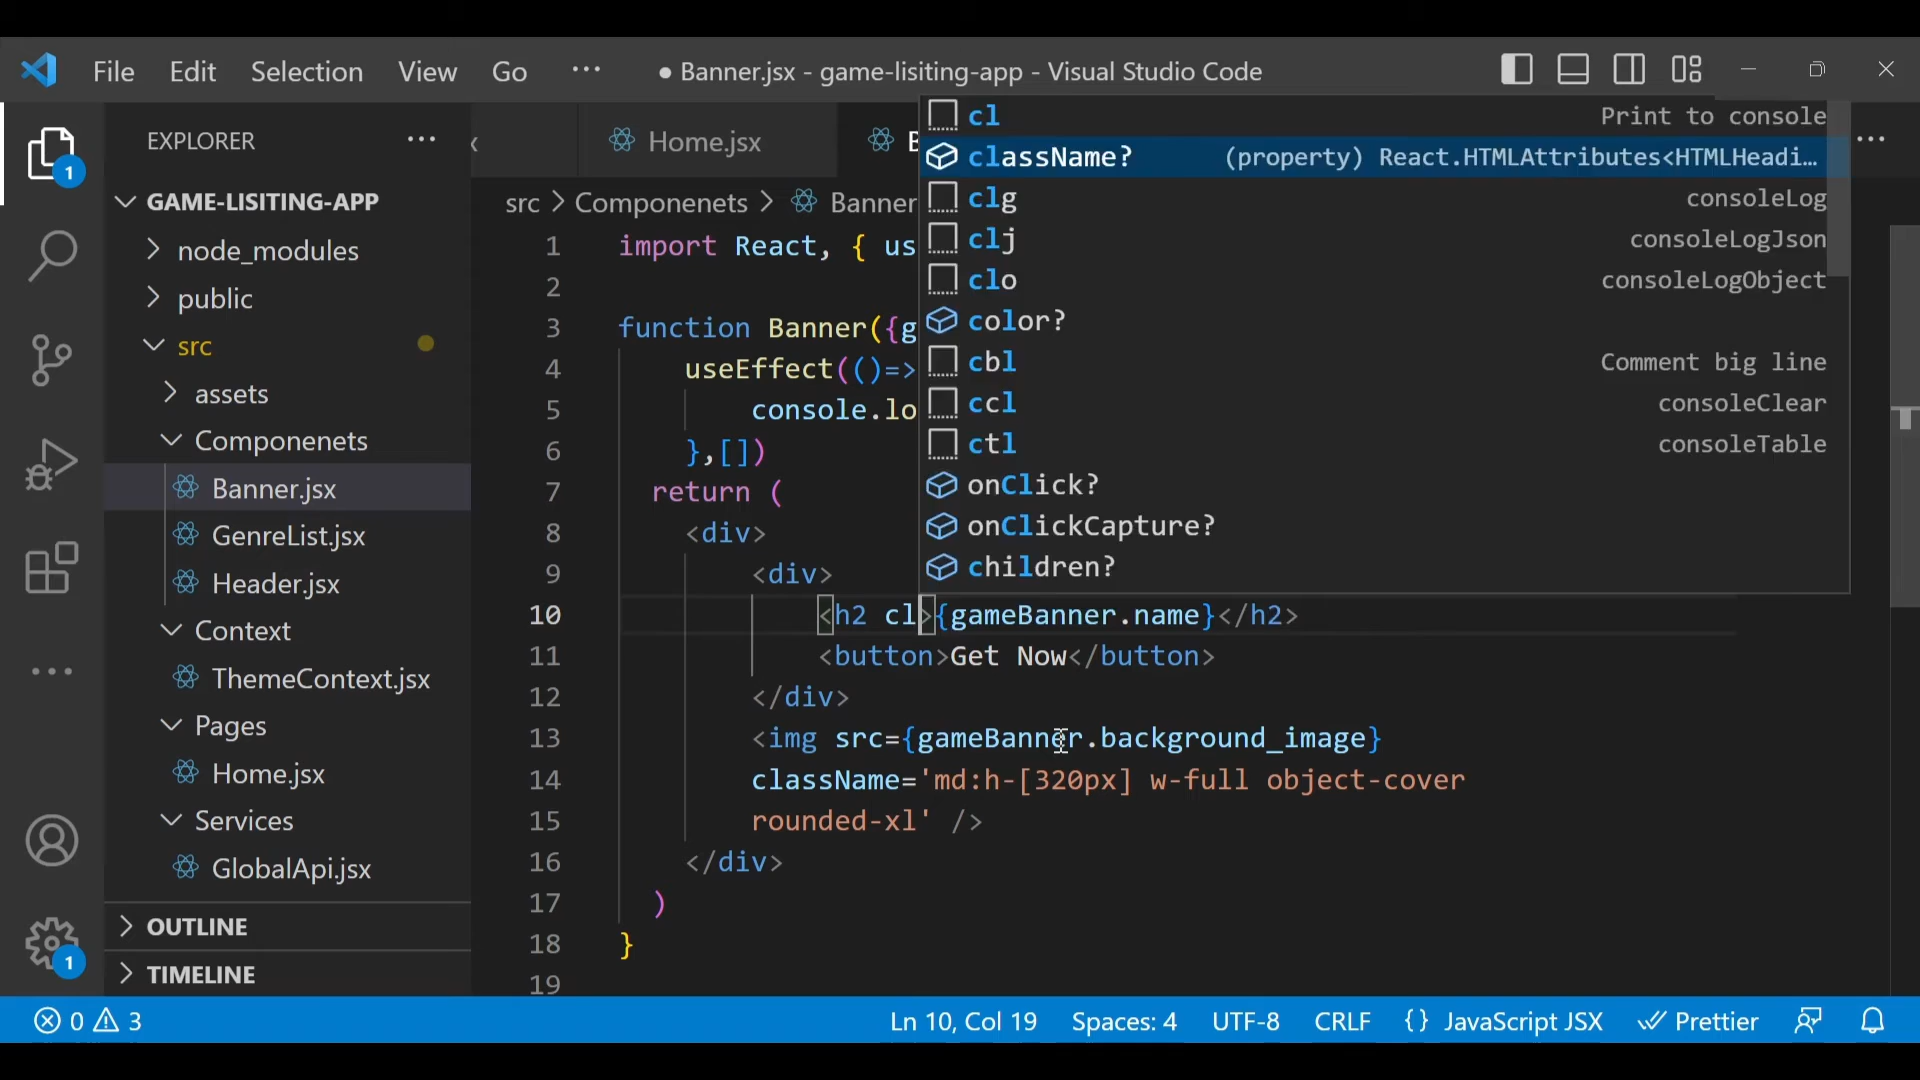 File Edit Selection View Go ··· ● Banner.jsx - game-lisiting-app - Visual Studio Code
EXPLORER ···
1
GAME-LISITING-APP
node_modules
public
src
assets
Componenets
Banner.jsx
GenreList.jsx
Header.jsx
Context
ThemeContext.jsx
Pages
Home.jsx
Services
GlobalApi.jsx
OUTLINE
TIMELINE
1
Home.jsx
src > Componenets > Banner
1 import React, { us
2
3 function Banner({g
4 useEffect(()=>
5 console.lo
6 },[])
7 return (
8 <div>
9 <div>
10 <h2 cl>{gameBanner.name}</h2>
11 <button>Get Now</button>
12 </div>
13 <img src={gameBanner.background_image}
14 className='md:h-[320px] w-full object-cover
15 rounded-xl' />
16 </div>
17 )
18 }
19
cl Print to console
className? (property) React.HTMLAttributes<HTMLHeadi…
clg consoleLog
clj consoleLogJson
clo consoleLogObject
color?
cbl Comment big line
ccl consoleClear
ctl consoleTable
onClick?
onClickCapture?
children?
0 3 Ln 10, Col 19 Spaces: 4 UTF-8 CRLF {} JavaScript JSX Prettier